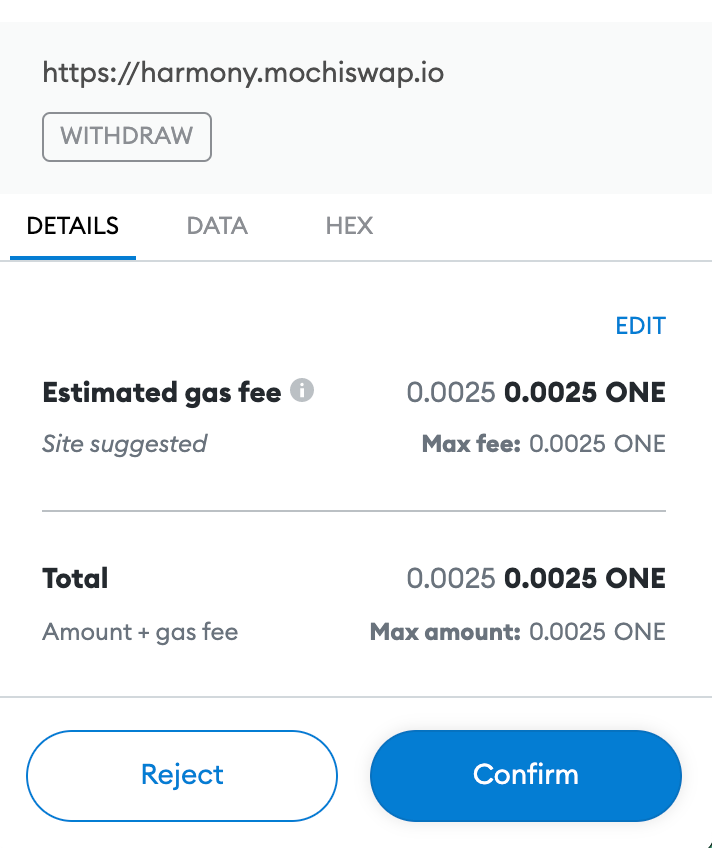 https://harmony.mochiswap.io
WITHDRAW
DETAILS DATA HEX
EDIT
Estimated gas fee i 0.0025 0.0025 ONE
Site suggested Max fee: 0.0025 ONE
Total 0.0025 0.0025 ONE
Amount + gas fee Max amount: 0.0025 ONE
Reject Confirm